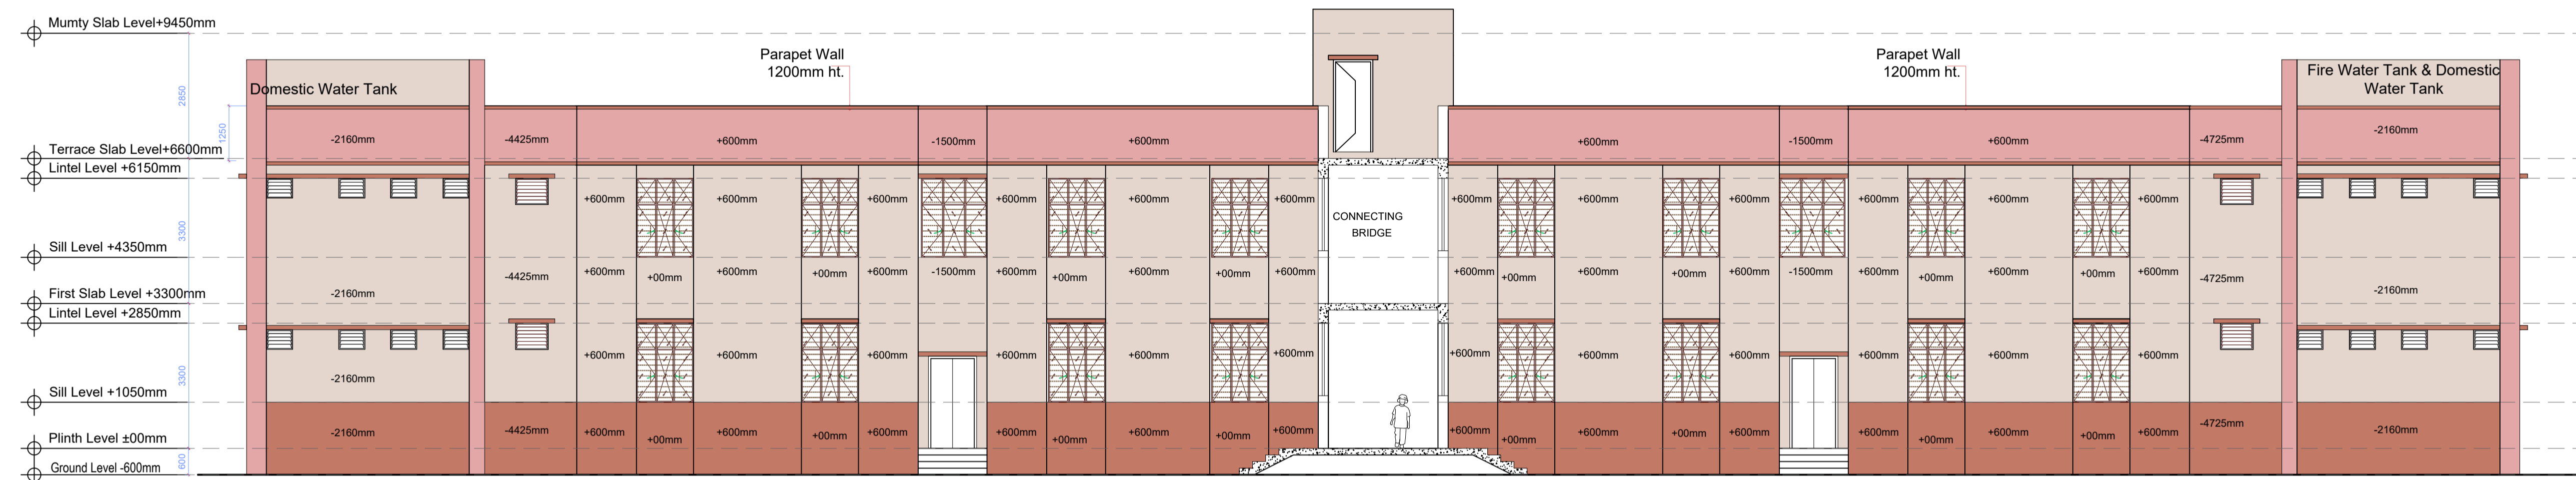 Mumty Slab Level+9450mm
Parapet Wall
1200mm ht.
Parapet Wall
1200mm ht.
Domestic Water Tank
Fire Water Tank & Domestic
Water Tank
2850
1250
-2160mm
-4425mm
+600mm
-1500mm
+600mm
+600mm
-1500mm
+600mm
-4725mm
-2160mm
Terrace Slab Level+6600mm
Lintel Level +6150mm
+600mm
+600mm
+600mm
+600mm
+600mm
+600mm
+600mm
+600mm
+600mm
+600mm
+600mm
+600mm
CONNECTING
BRIDGE
3300
Sill Level +4350mm
-4425mm
+600mm
+00mm
+600mm
+00mm
+600mm
-1500mm
+600mm
+00mm
+600mm
+00mm
+600mm
+600mm
+00mm
+600mm
+00mm
+600mm
-1500mm
+600mm
+00mm
+600mm
+00mm
+600mm
-4725mm
-2160mm
-2160mm
First Slab Level +3300mm
Lintel Level +2850mm
+600mm
+600mm
+600mm
+600mm
+600mm
+600mm
+600mm
+600mm
+600mm
+600mm
+600mm
+600mm
3300
-2160mm
Sill Level +1050mm
-2160mm
-4425mm
+600mm
+00mm
+600mm
+00mm
+600mm
+600mm
+00mm
+600mm
+00mm
+600mm
+600mm
+00mm
+600mm
+00mm
+600mm
+600mm
+00mm
+600mm
+00mm
+600mm
-4725mm
-2160mm
Plinth Level ±00mm
600
Ground Level -600mm